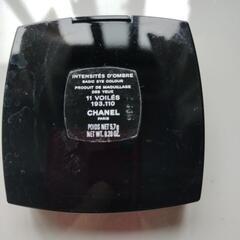 INTENSITÉS D'OMBRE
BASIC EYE COLOUR
PRODUIT DE MAQUILLAGE
DES YEUX
11 VOILÉS
193.110
CHANEL
PARIS
POIDS NET 5,7g
NET WT. 0.20 OZ.